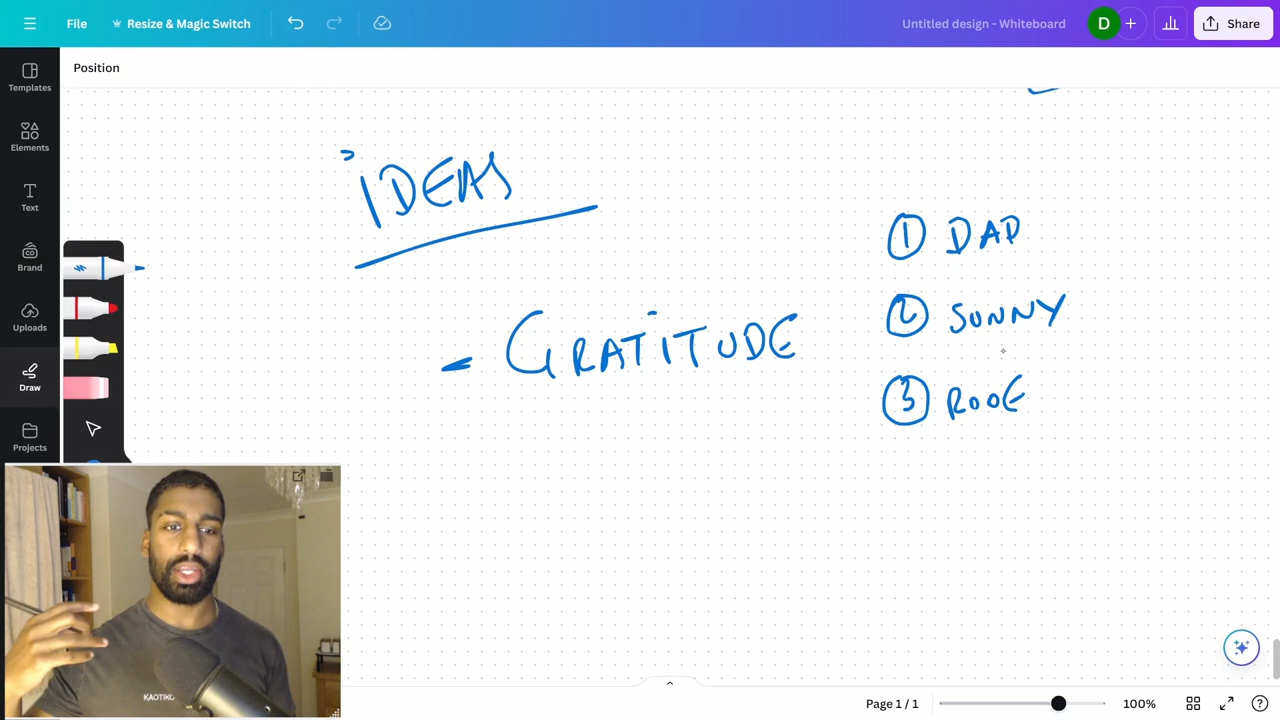 File
Resize & Magic Switch
Untitled design - Whiteboard
D
+
Share
Position
Templates
Elements
Text
Brand
Uploads
Draw
Projects
IDEAS
- GRATITUDE
① DAD
② SUNNY
③ ROOF
KAOTIKO
Page 1 / 1
100%